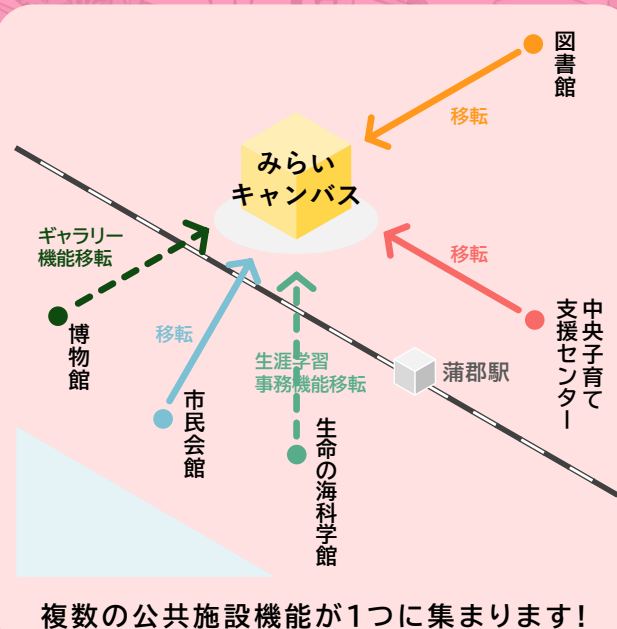 図書館
移転
みらい
キャンバス
ギャラリー
機能移転
博物館
移転
市民会館
生涯学習
事務機能移転
生命の海科学館
移転
中央子育て
支援センター
蒲郡駅
複数の公共施設機能が1つに集まります!